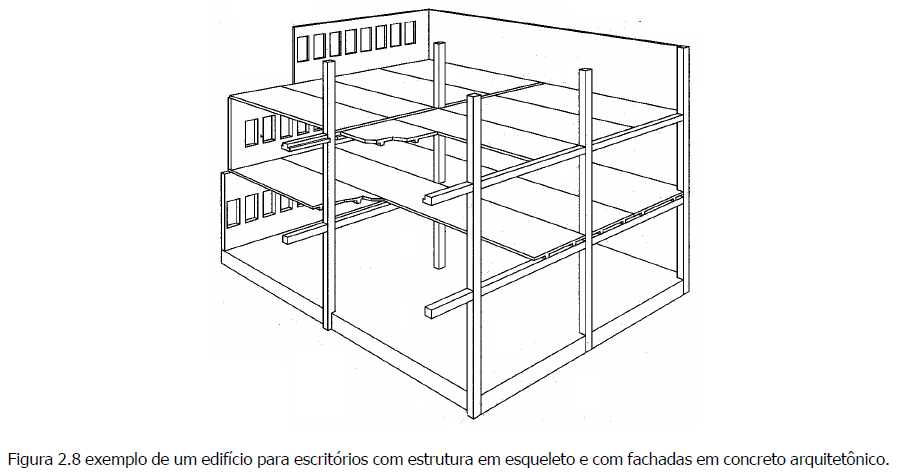 Figura 2.8 exemplo de um edifício para escritórios com estrutura em esqueleto e com fachadas em concreto arquitetônico.